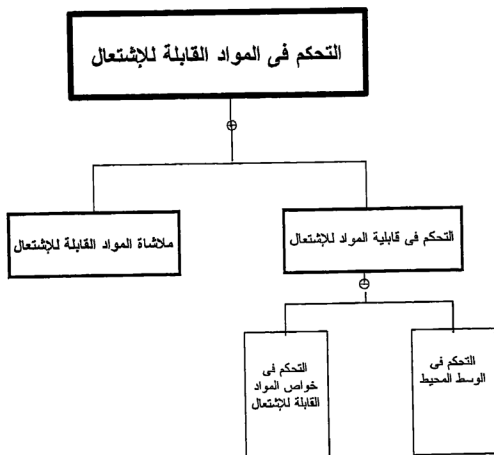 التحكم فى المواد القابلة للإشتعال
التحكم فى قابلية المواد للإشتعال
ملاشاة المواد القابلة للإشتعال
التحكم فى
الوسط المحيط
التحكم فى
خواص المواد
القابلة للإشتعال